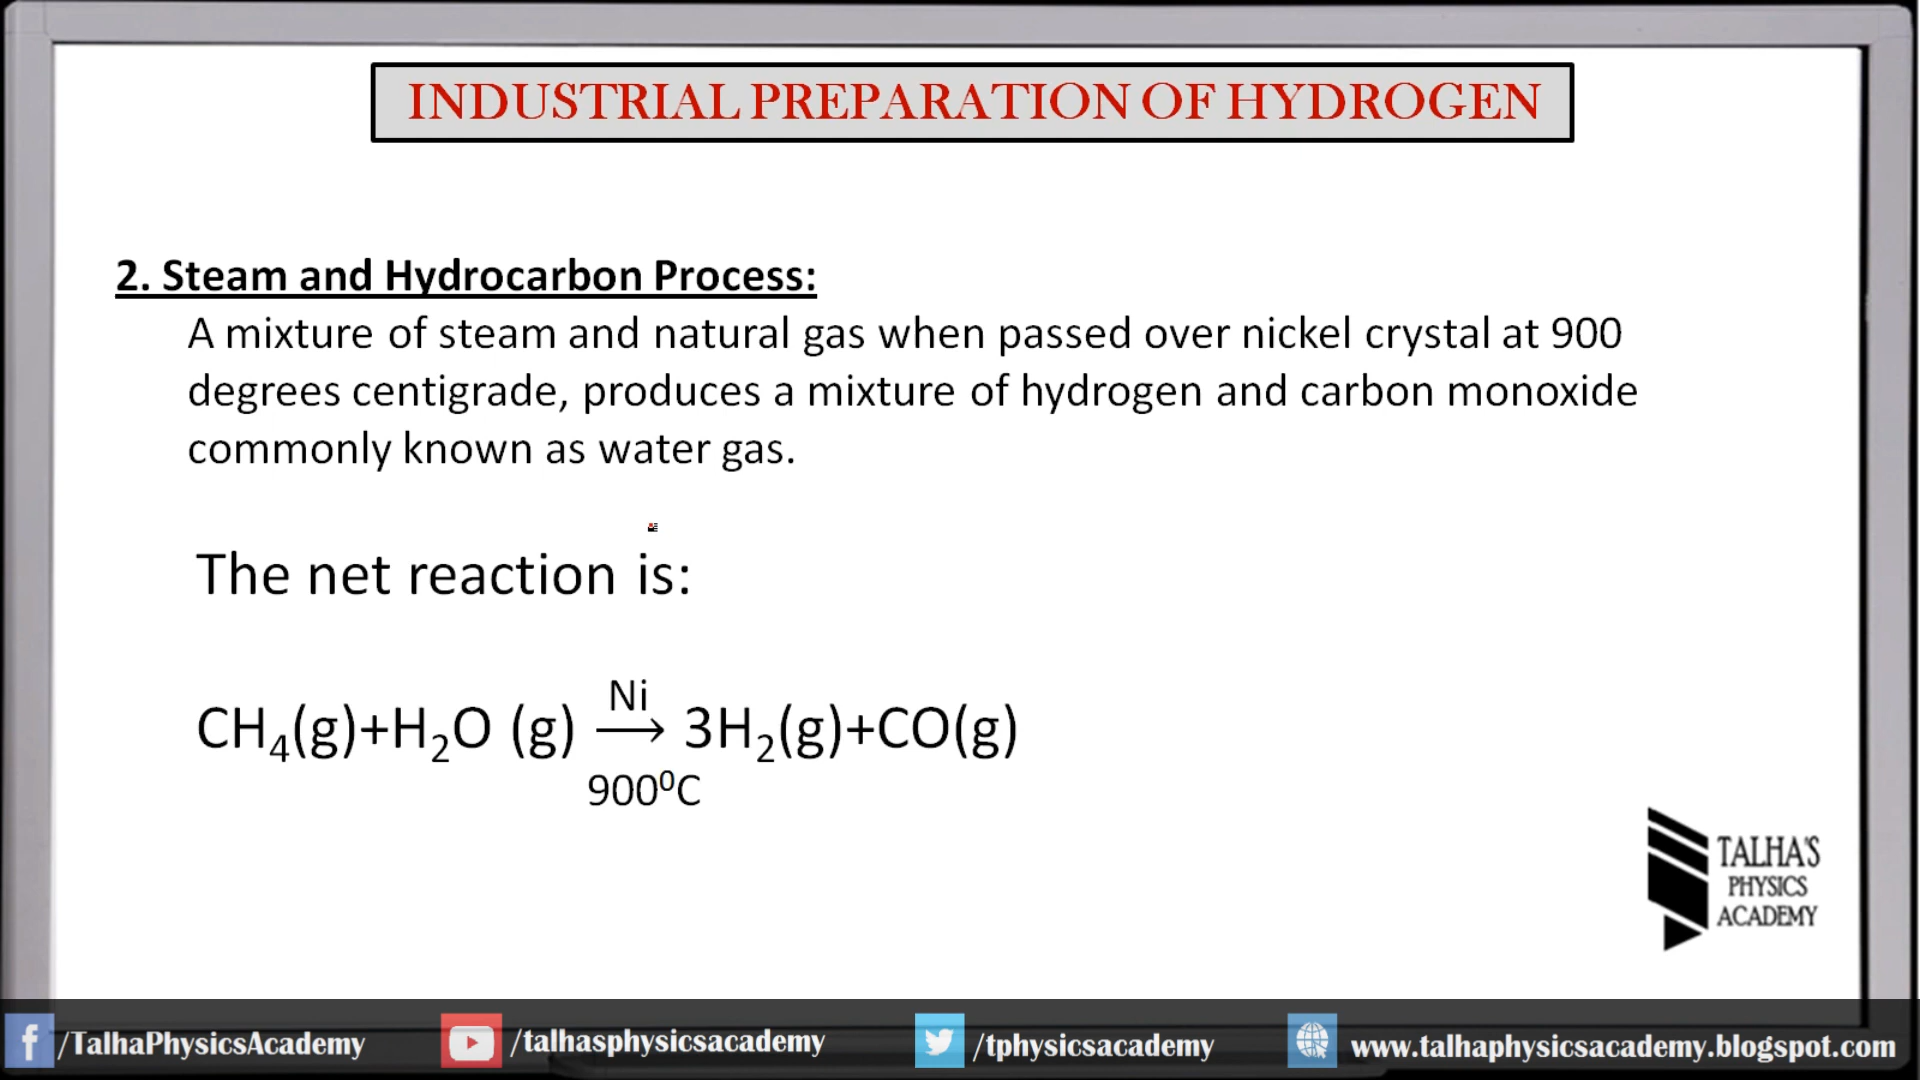 INDUSTRIAL PREPARATION OF HYDROGEN
2. Steam and Hydrocarbon Process:
A mixture of steam and natural gas when passed over nickel crystal at 900
degrees centigrade, produces a mixture of hydrogen and carbon monoxide
commonly known as water gas.
The net reaction is:
Ni
CH₄(g)+H₂O (g) ⟶ 3H₂(g)+CO(g)
900⁰C
TALHA'S
PHYSICS
ACADEMY
/TalhaPhysicsAcademy /talhasphysicsacademy /tphysicsacademy www.talhaphysicsacademy.blogspot.com